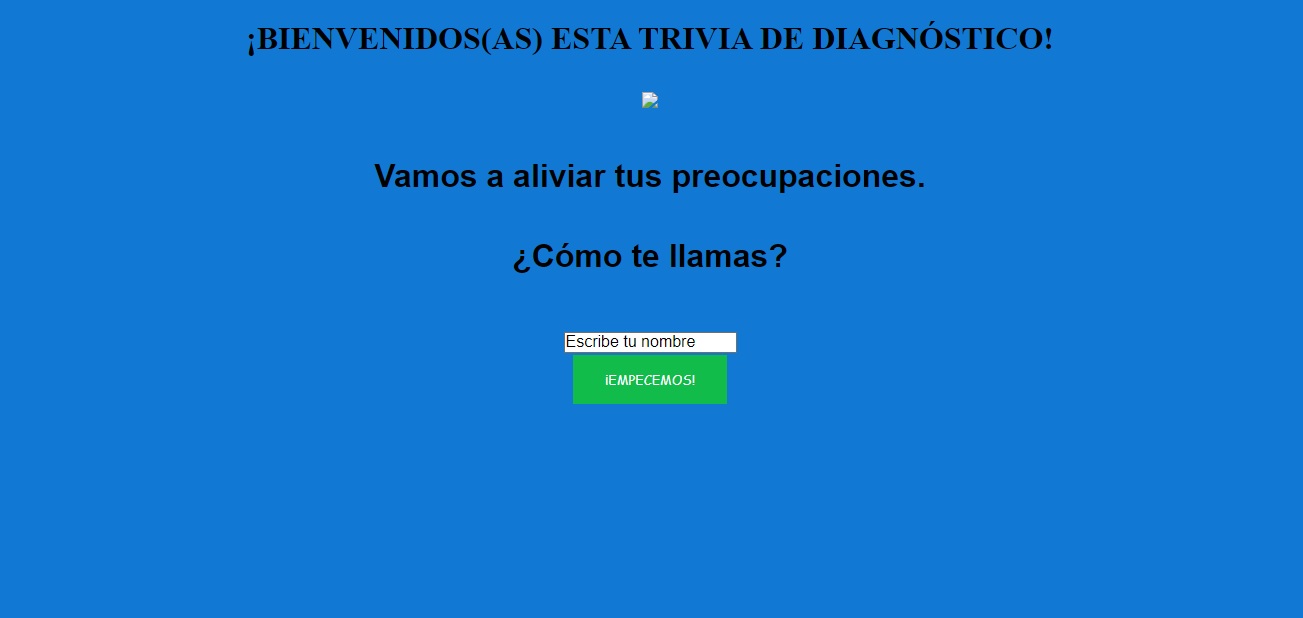 ¡BIENVENIDOS(AS) ESTA TRIVIA DE DIAGNÓSTICO!
Vamos a aliviar tus preocupaciones.
¿Cómo te llamas?
Escribe tu nombre
¡EMPECEMOS!